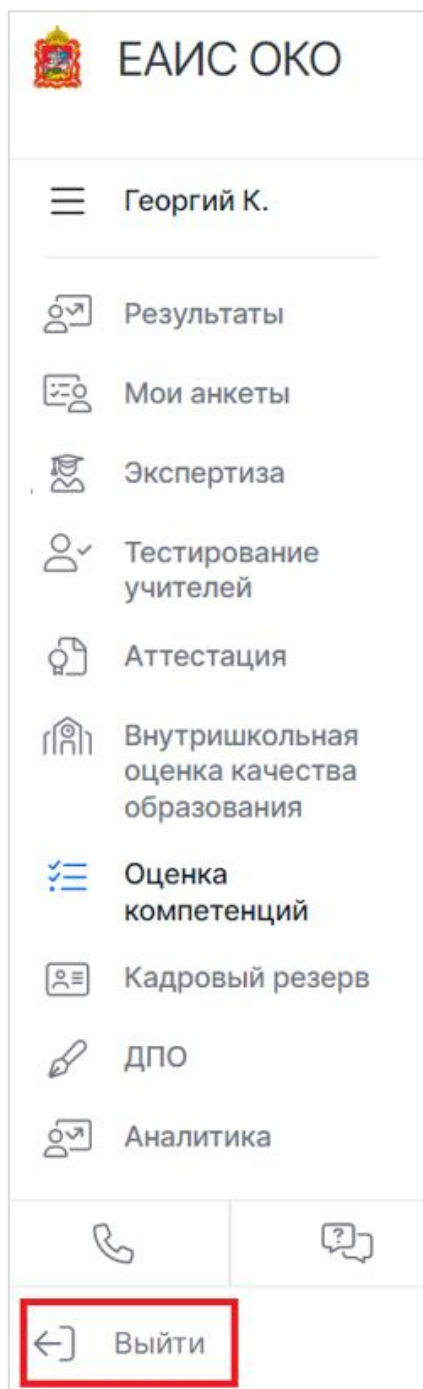 ЕАИС ОКО
Георгий К.
Результаты
Мои анкеты
Экспертиза
Тестирование
учителей
Аттестация
Внутришкольная
оценка качества
образования
Оценка
компетенций
Кадровый резерв
ДПО
Аналитика
Выйти